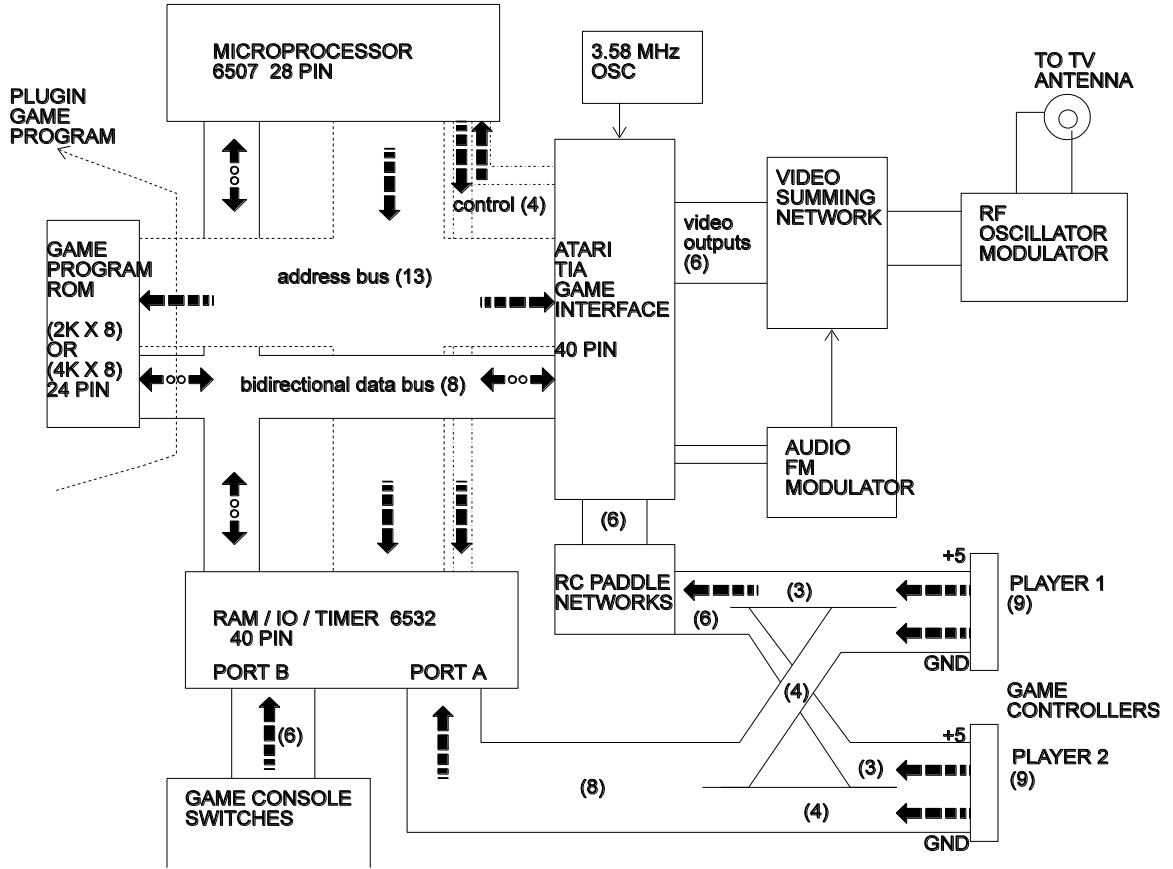 MICROPROCESSOR
6507 28 PIN
3.58 MHz
OSC
TO TV
ANTENNA
PLUGIN
GAME
PROGRAM
VIDEO
SUMMING
NETWORK
control (4)
video
outputs
(6)
RF
OSCILLATOR
MODULATOR
GAME
PROGRAM
ROM
(2K X 8)
OR
(4K X 8)
24 PIN
address bus (13)
ATARI
TIA
GAME
INTERFACE
40 PIN
bidirectional data bus (8)
AUDIO
FM
MODULATOR
(6)
RC PADDLE
NETWORKS
(3)
(6)
+5
PLAYER 1
(9)
GND
RAM / IO / TIMER 6532
40 PIN
PORT B
PORT A
(4)
GAME
CONTROLLERS
(6)
+5
PLAYER 2
(9)
(3)
(8)
(4)
GND
GAME CONSOLE
SWITCHES